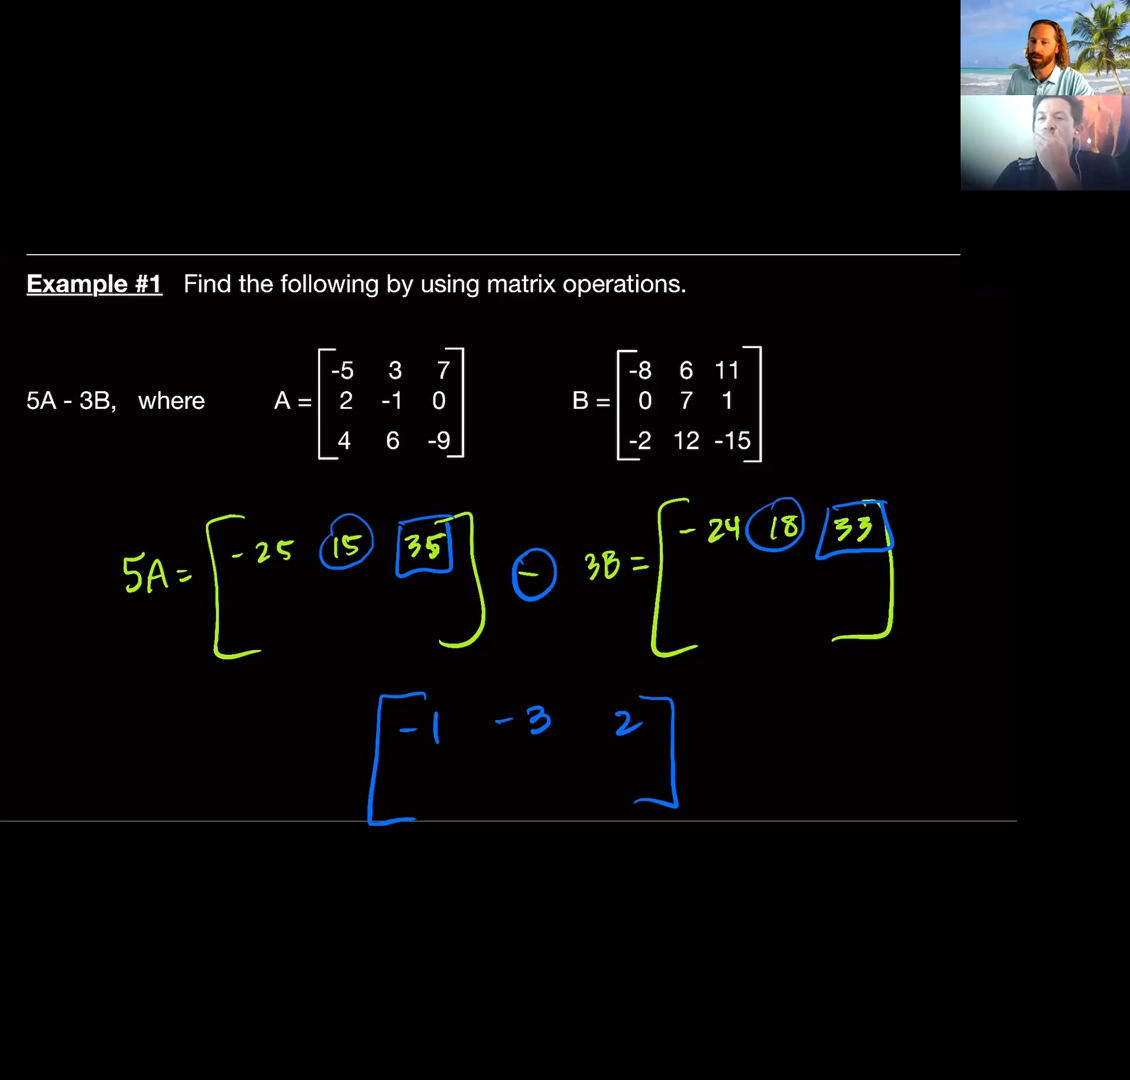 Example #1 Find the following by using matrix operations.
5A - 3B, where A = [ -5 3 7
2 -1 0
4 6 -9 ]
B = [ -8 6 11
0 7 1
-2 12 -15 ]
5A = [ -25 15 35 ] - 3B = [ -24 18 33 ]
[ -1 -3 2 ]